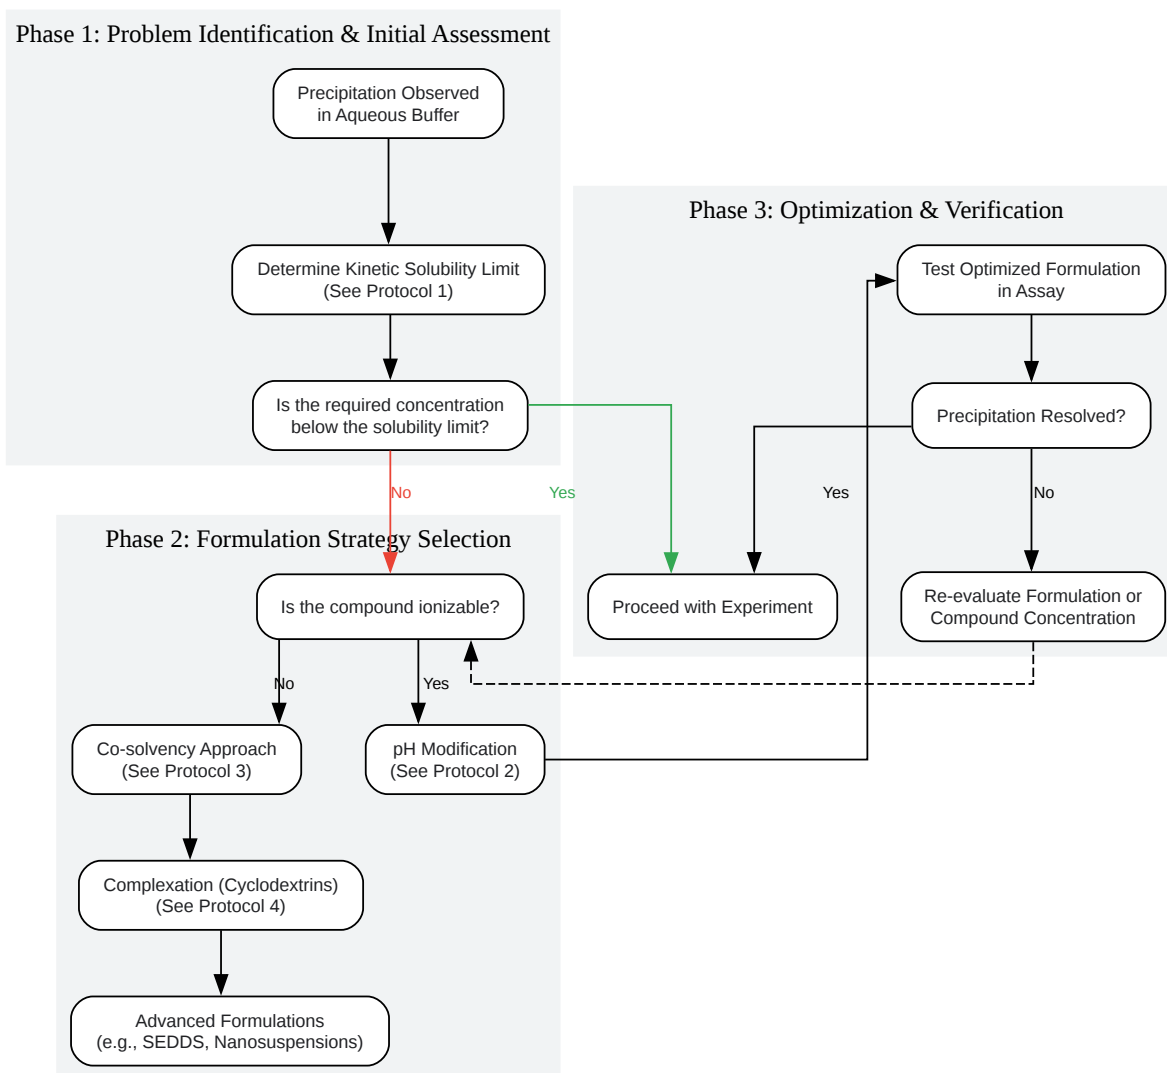 Phase 1: Problem Identification & Initial Assessment
Precipitation Observed
in Aqueous Buffer
Determine Kinetic Solubility Limit
(See Protocol 1)
Is the required concentration
below the solubility limit?
No
Yes
Phase 2: Formulation Strategy Selection
Is the compound ionizable?
No
Yes
Co-solvency Approach
(See Protocol 3)
pH Modification
(See Protocol 2)
Complexation (Cyclodextrins)
(See Protocol 4)
Advanced Formulations
(e.g., SEDDS, Nanosuspensions)
Phase 3: Optimization & Verification
Test Optimized Formulation
in Assay
Precipitation Resolved?
Yes
No
Proceed with Experiment
Re-evaluate Formulation or
Compound Concentration